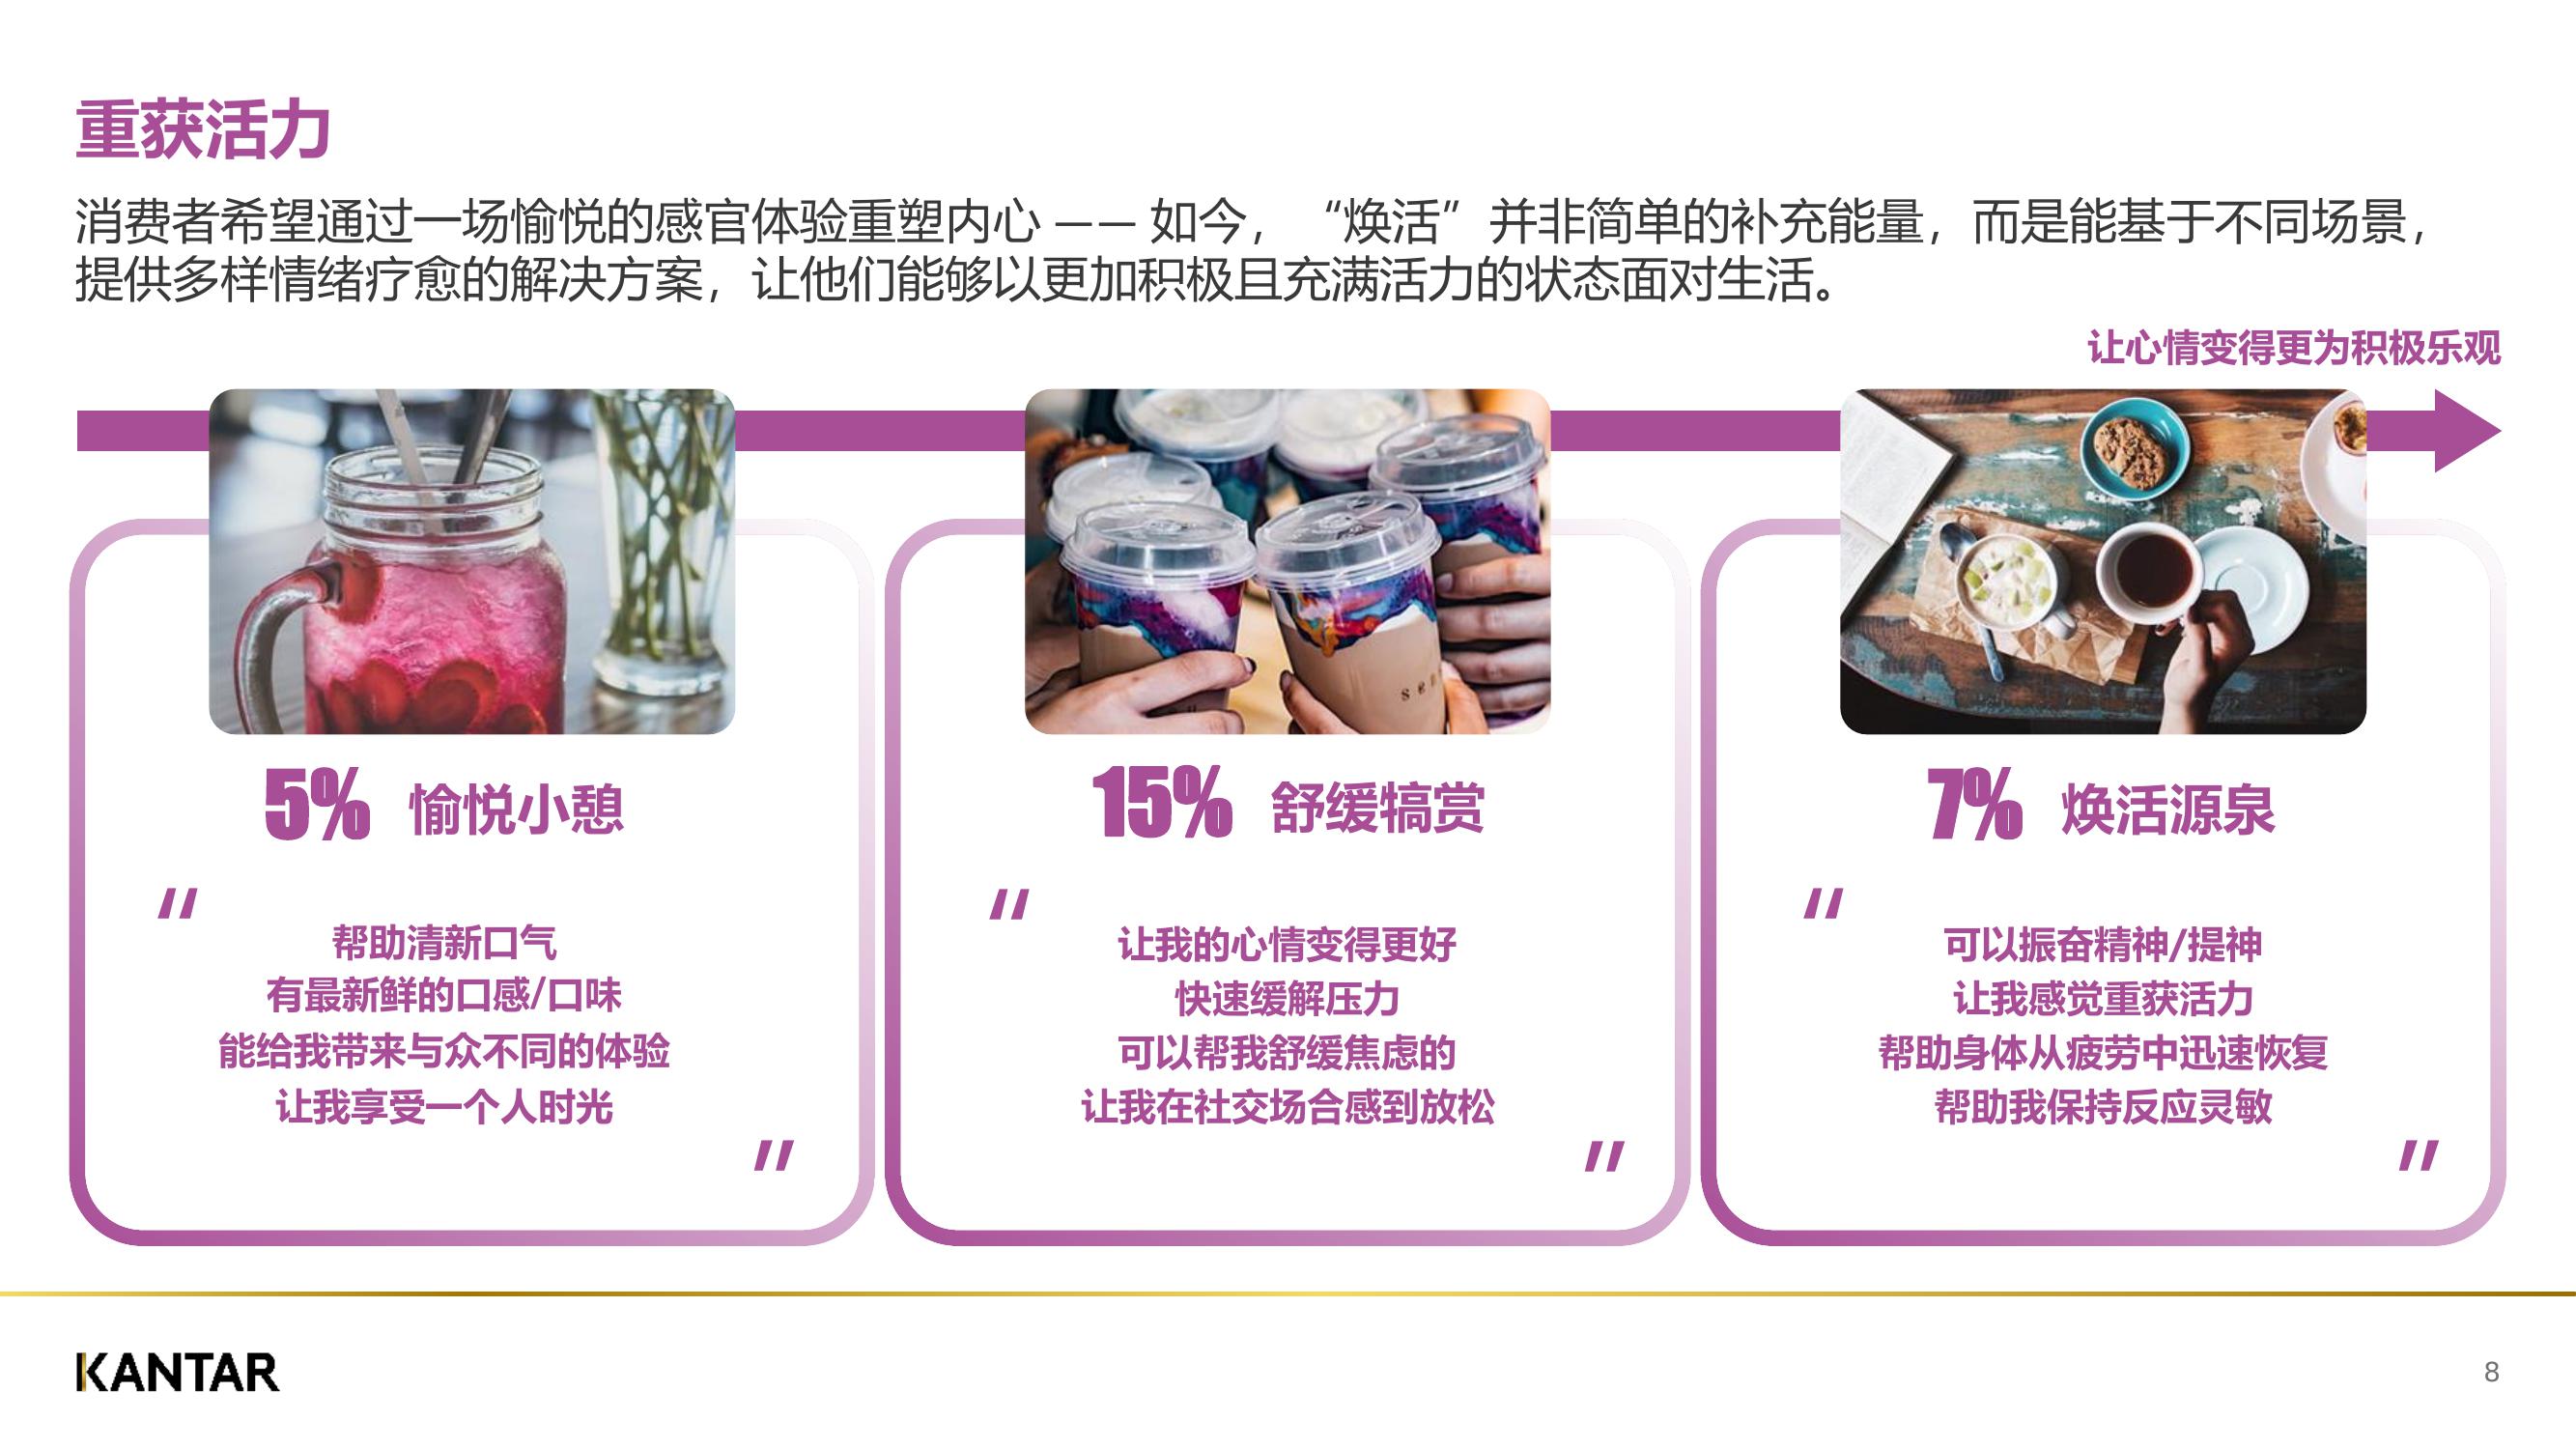 重获活力
消费者希望通过一场愉悦的感官体验重塑内心 —— 如今，“焕活”并非简单的补充能量，而是能基于不同场景，
提供多样情绪疗愈的解决方案，让他们能够以更加积极且充满活力的状态面对生活。
让心情变得更为积极乐观
5% 愉悦小憩
“
帮助清新口气
有最新鲜的口感/口味
能给我带来与众不同的体验
让我享受一个人时光
”
15% 舒缓犒赏
“
让我的心情变得更好
快速缓解压力
可以帮我舒缓焦虑的
让我在社交场合感到放松
”
7% 焕活源泉
“
可以振奋精神/提神
让我感觉重获活力
帮助身体从疲劳中迅速恢复
帮助我保持反应灵敏
”
KANTAR
8